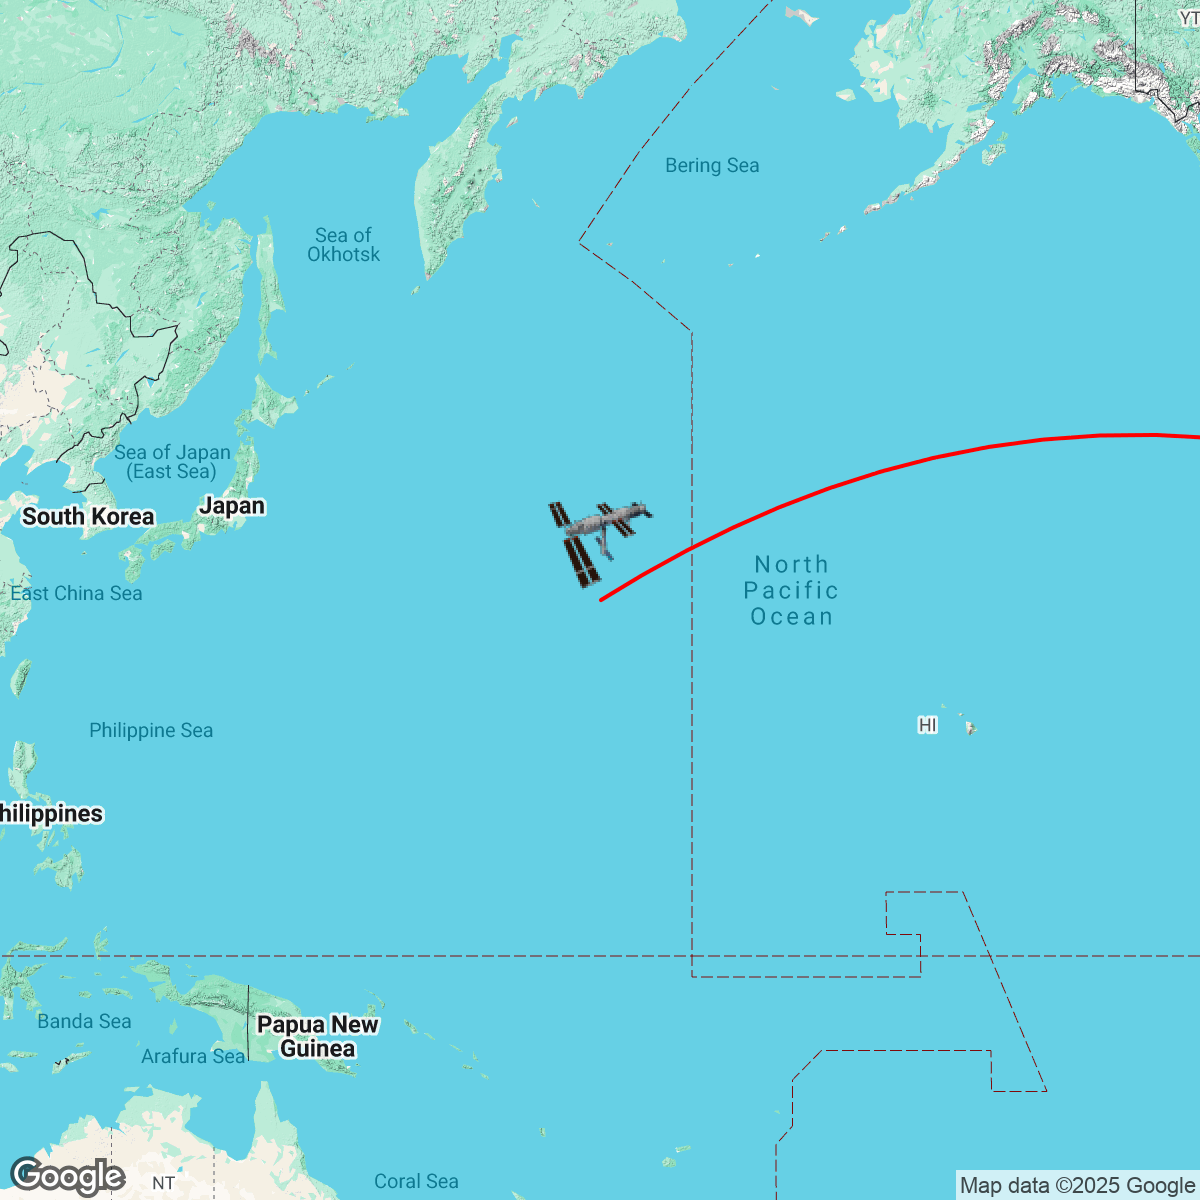 YT
Bering Sea
Sea of
Okhotsk
Sea of Japan
(East Sea)
Japan
South Korea
East China Sea
North
Pacific
Ocean
HI
Philippine Sea
hilippines
Banda Sea
Papua New
Guinea
Arafura Sea
NT
Coral Sea
Google
Map data ©2025 Google